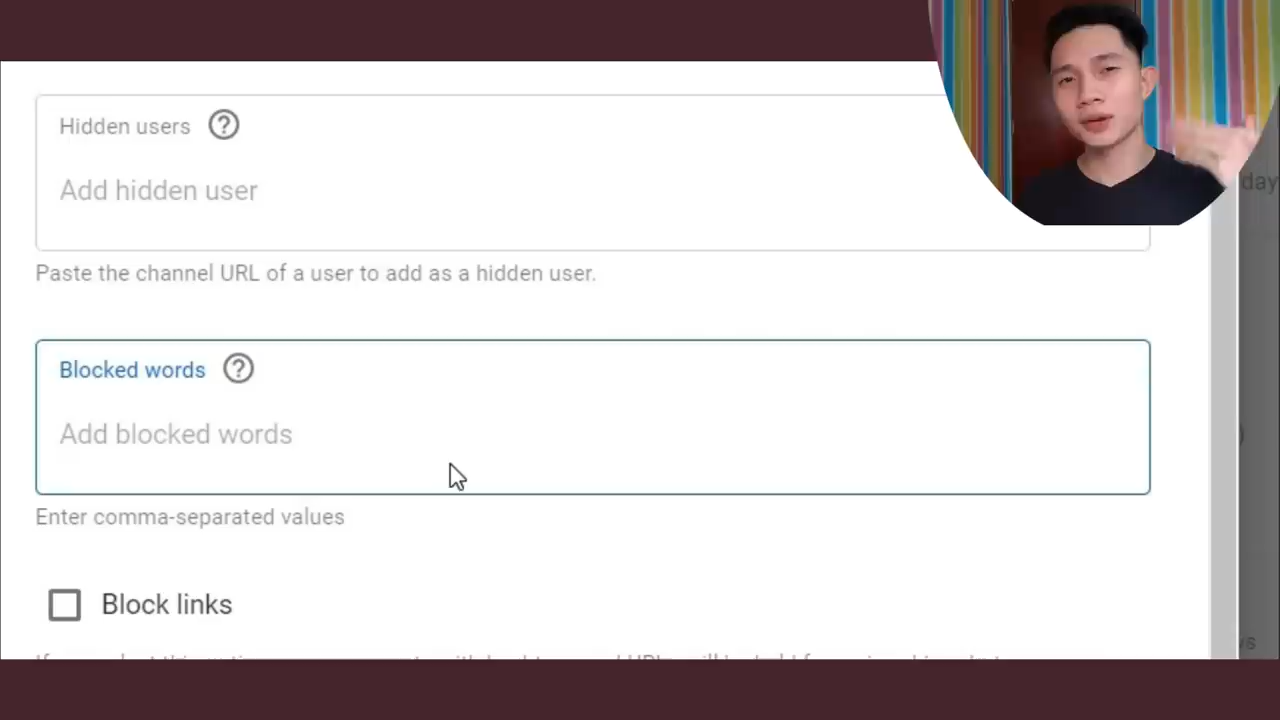 Hidden users
Add hidden user
day
Paste the channel URL of a user to add as a hidden user.
Blocked words
Add blocked words
Enter comma-separated values
Block links